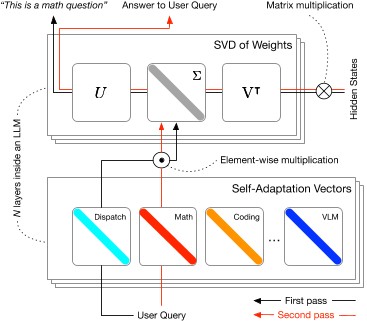 "This is a math question"
Answer to User Query
Matrix multiplication
SVD of Weights
U
Σ
Vᵀ
Hidden States
N layers inside an LLM
Element-wise multiplication
Self-Adaptation Vectors
Dispatch
Math
Coding
...
VLM
User Query
First pass
Second pass